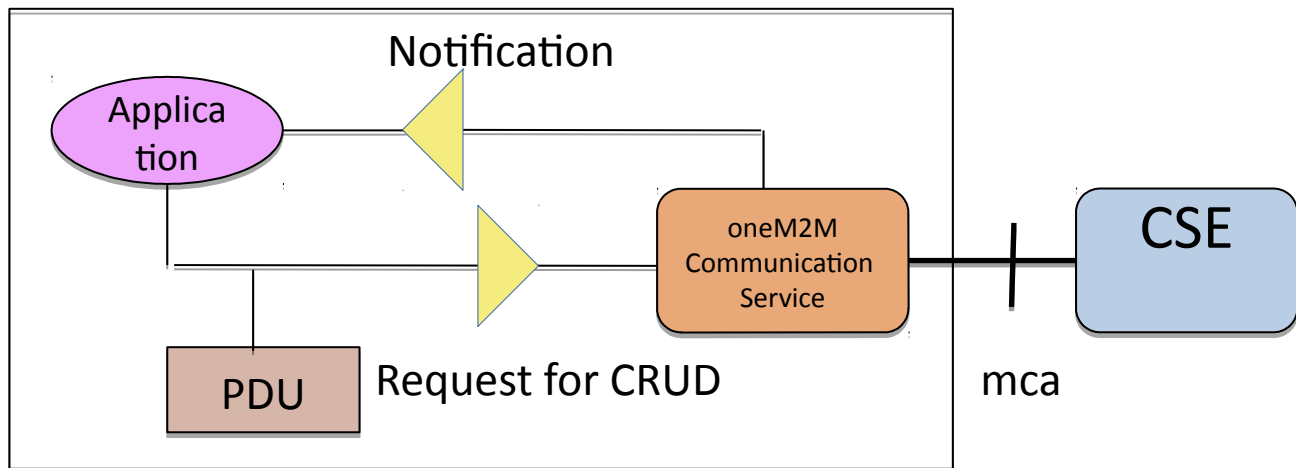 Notification
Applica
tion
oneM2M
Communication
Service
CSE
PDU
Request for CRUD
mca